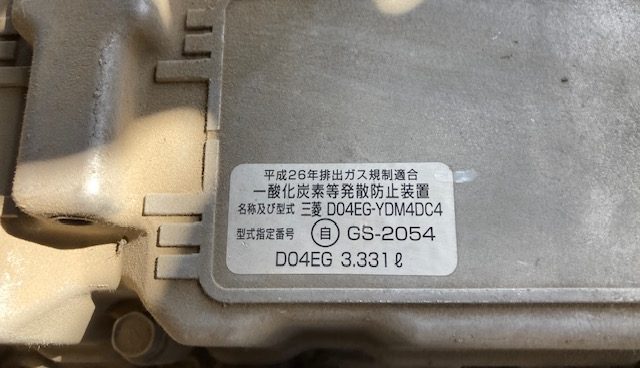 平成26年排出ガス規制適合
一酸化炭素等発散防止装置
名称及び型式 三菱 D04EG-YDM4DC4
型式指定番号 自 GS-2054
D04EG 3.331ℓ